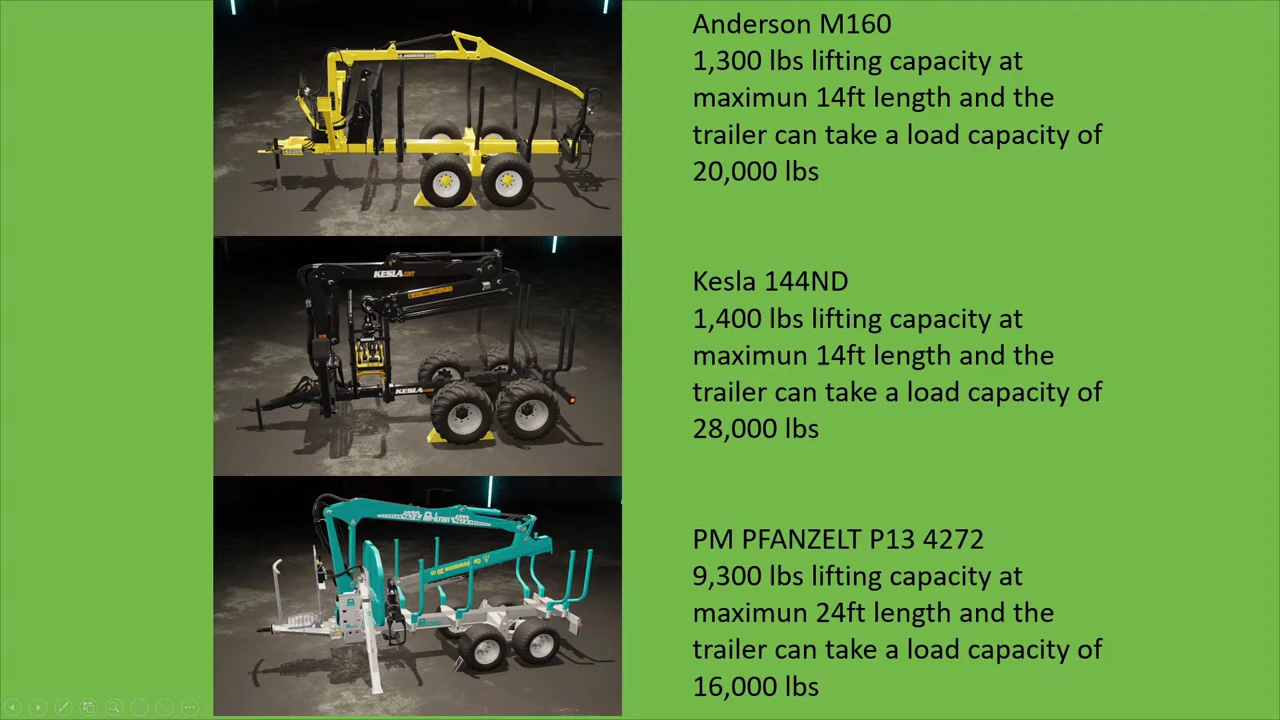 Anderson M160
1,300 lbs lifting capacity at
maximun 14ft length and the
trailer can take a load capacity of
20,000 lbs
KESLA
Kesla 144ND
1,400 lbs lifting capacity at
maximun 14ft length and the
trailer can take a load capacity of
28,000 lbs
KESLA
PM PFANZELT P13 4272
9,300 lbs lifting capacity at
maximun 24ft length and the
trailer can take a load capacity of
16,000 lbs